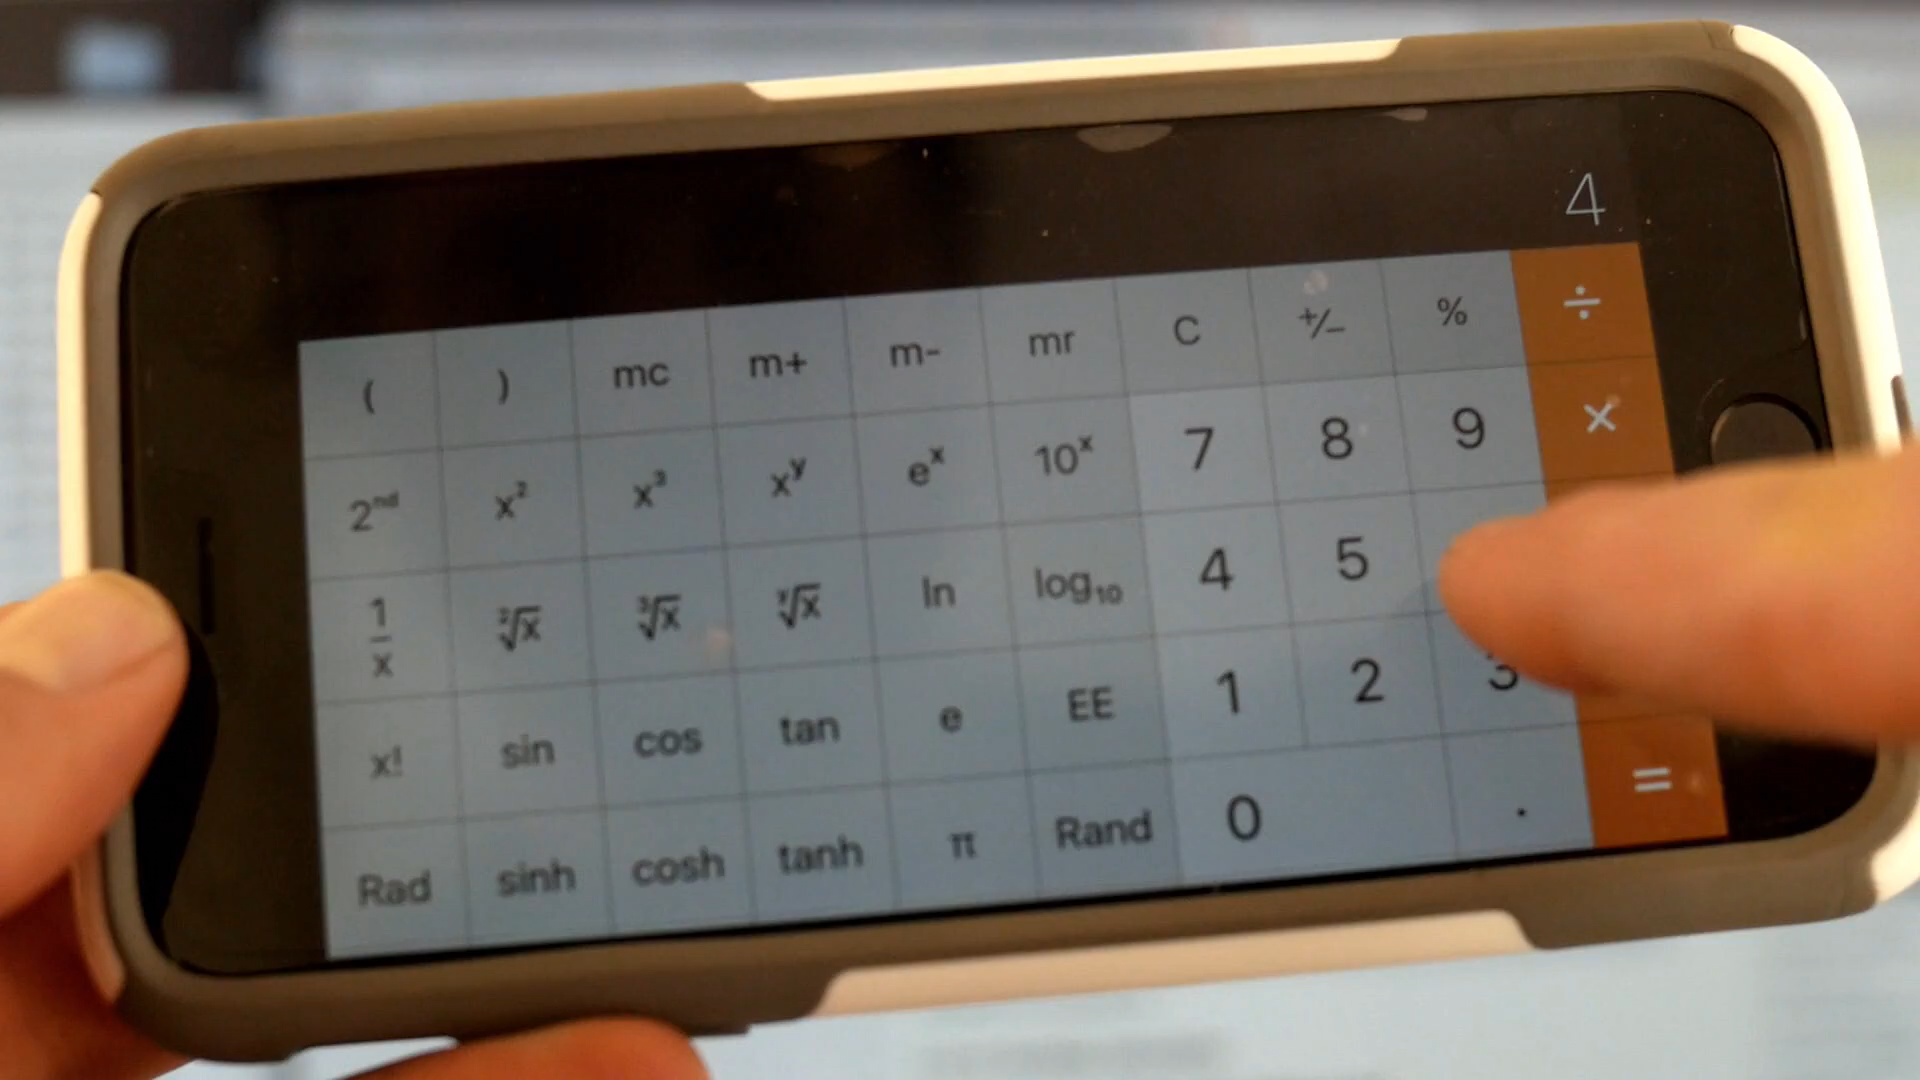 4
( ) mc m+ m- mr C +/- % ÷
2ⁿᵈ x² x³ xʸ eˣ 10ˣ 7 8 9 ×
1/x ²√x ³√x ʸ√x ln log₁₀ 4 5
x! sin cos tan e EE 1 2 3
Rad sinh cosh tanh π Rand 0 . =